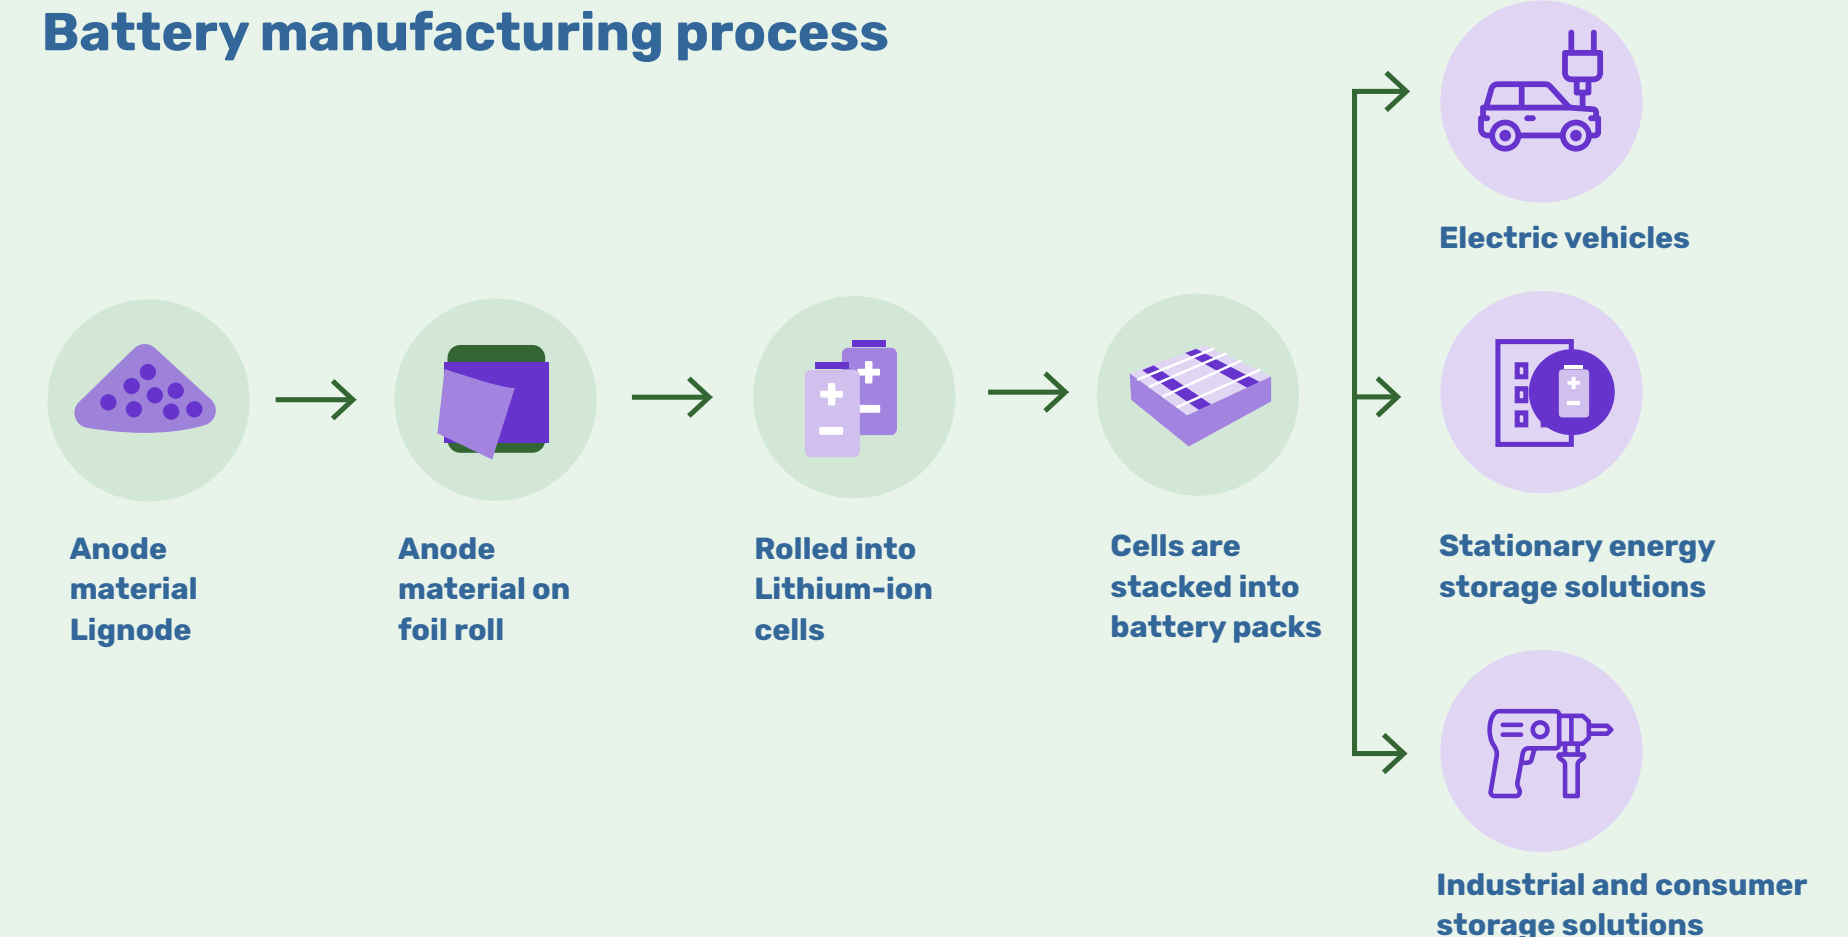 Battery manufacturing process
Anode
material
Lignode
Anode
material on
foil roll
Rolled into
Lithium-ion
cells
Cells are
stacked into
battery packs
Electric vehicles
Stationary energy
storage solutions
Industrial and consumer
storage solutions